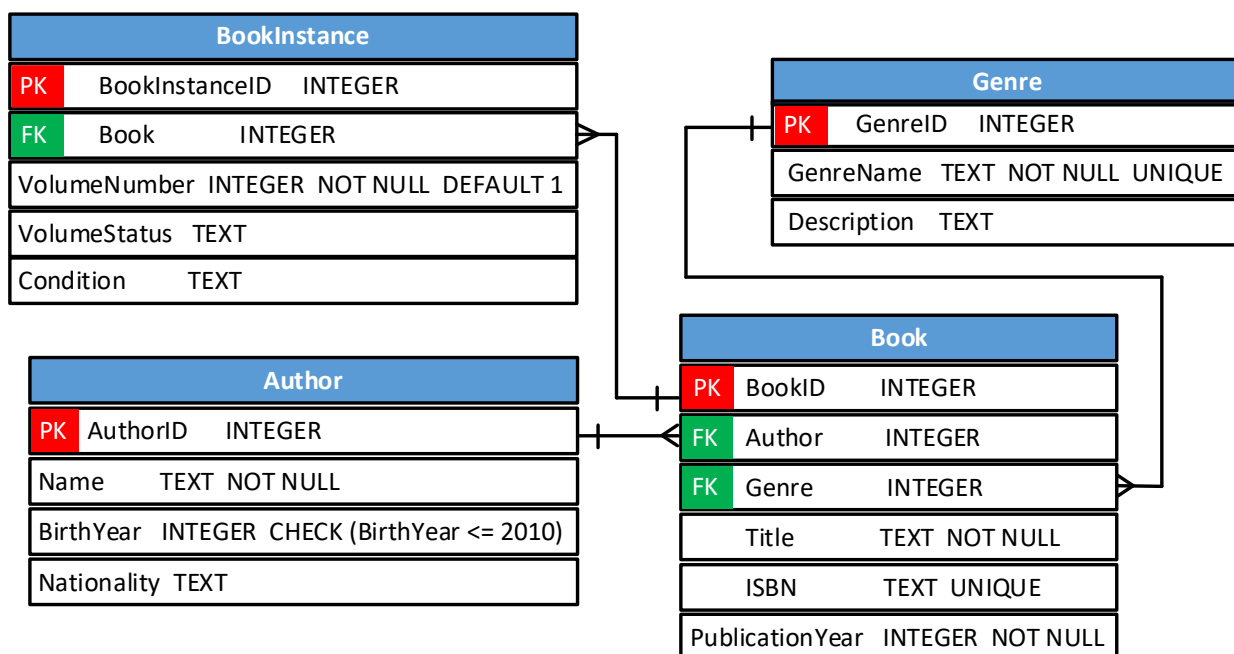 BookInstance
PK BookInstanceID INTEGER
FK Book INTEGER
VolumeNumber INTEGER NOT NULL DEFAULT 1
VolumeStatus TEXT
Condition TEXT
Genre
PK GenreID INTEGER
GenreName TEXT NOT NULL UNIQUE
Description TEXT
Author
PK AuthorID INTEGER
Name TEXT NOT NULL
BirthYear INTEGER CHECK (BirthYear <= 2010)
Nationality TEXT
Book
PK BookID INTEGER
FK Author INTEGER
FK Genre INTEGER
Title TEXT NOT NULL
ISBN TEXT UNIQUE
PublicationYear INTEGER NOT NULL